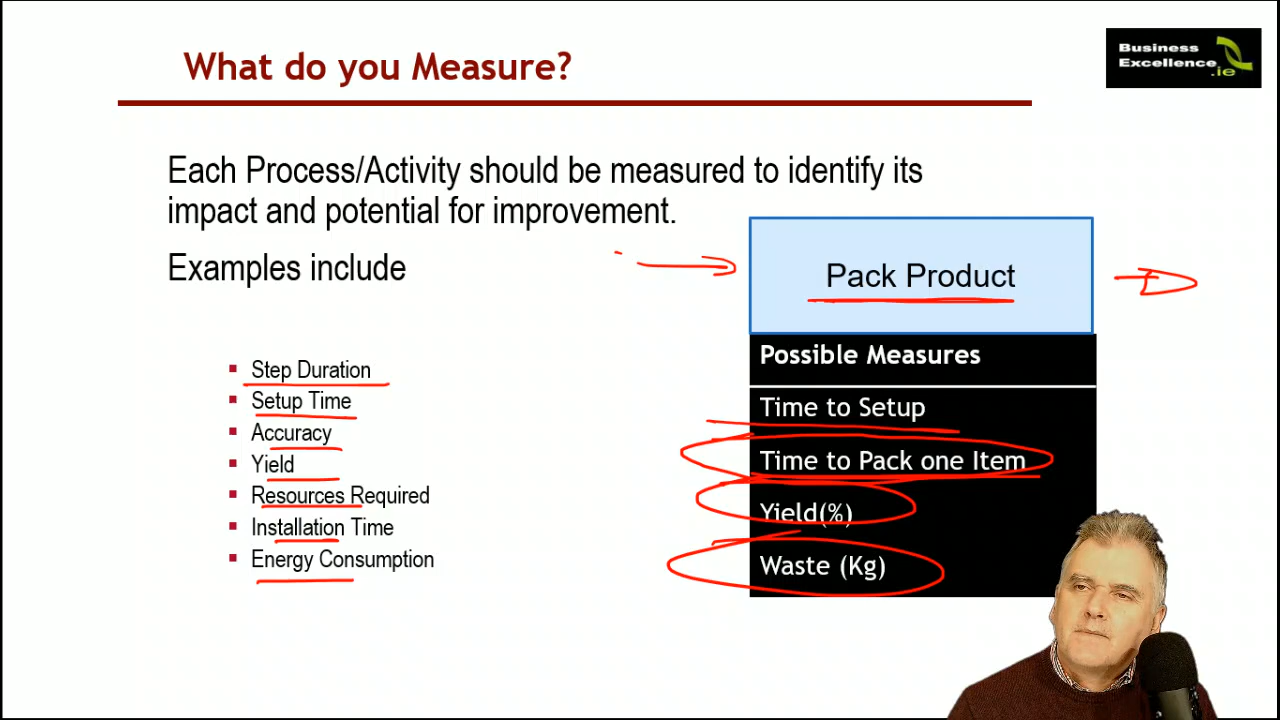 What do you Measure?
Business
Excellence
.ie
Each Process/Activity should be measured to identify its
impact and potential for improvement.
Examples include
Step Duration
Setup Time
Accuracy
Yield
Resources Required
Installation Time
Energy Consumption
Pack Product
Possible Measures
Time to Setup
Time to Pack one Item
Yield(%)
Waste (Kg)